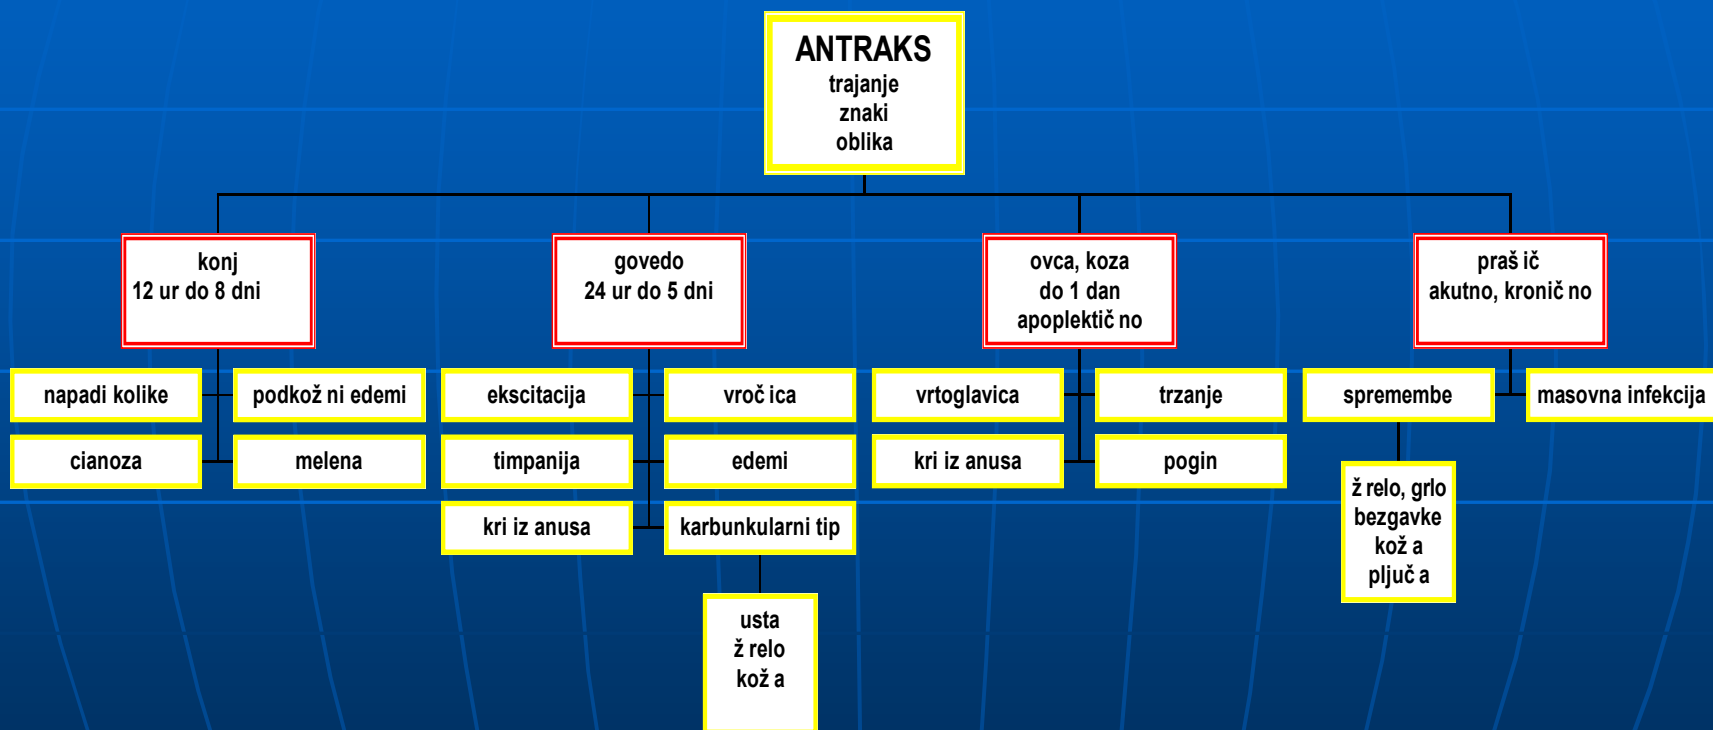 ANTRAKS
trajanje
znaki
oblika
konj
12 ur do 8 dni
govedo
24 ur do 5 dni
ovca, koza
do 1 dan
apoplektič no
praš ič
akutno, kronič no
napadi kolike
podkož ni edemi
cianoza
melena
ekscitacija
vroč ica
timpanija
edemi
kri iz anusa
karbunkularni tip
usta
ž relo
kož a
vrtoglavica
trzanje
kri iz anusa
pogin
spremembe
masovna infekcija
ž relo, grlo
bezgavke
kož a
pljuč a